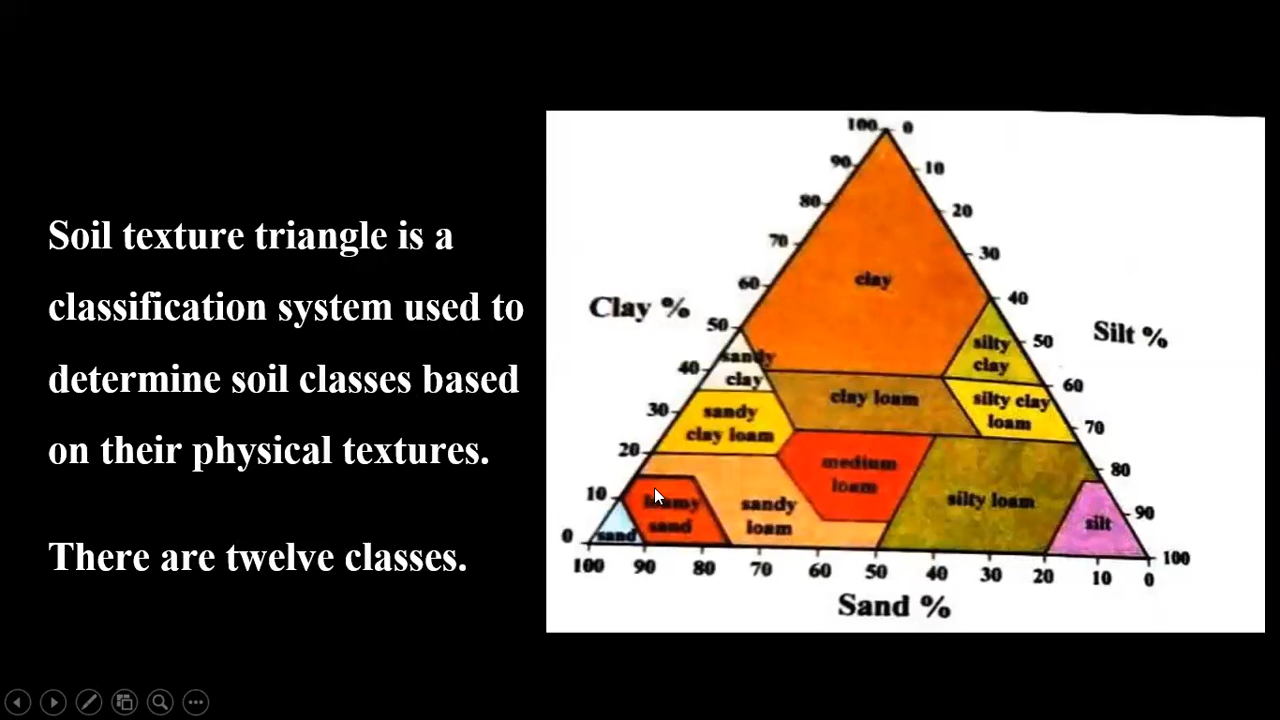 Soil texture triangle is a
classification system used to
determine soil classes based
on their physical textures.
There are twelve classes.
100 0
90 10
80 20
70 30
60 40
50 50
40 60
30 70
20 80
10 90
0 100
Clay %
Silt %
clay
silty
clay
sandy
clay
clay loam
silty clay
loam
sandy
clay loam
medium
loam
silty loam
sandy
loam
loamy
sand
sand
silt
100 90 80 70 60 50 40 30 20 10 0
Sand %